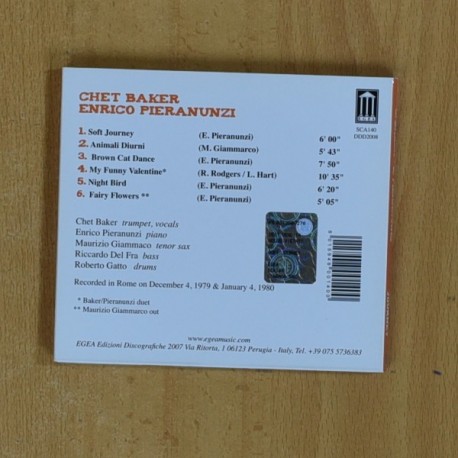 CHET BAKER
ENRICO PIERANUNZI
EGEA
SCA140
DDD2008
1. Soft Journey (E. Pieranunzi) 6' 00"
2. Animali Diurni (M. Giammarco) 5' 43"
3. Brown Cat Dance (E. Pieranunzi) 7' 50"
4. My Funny Valentine* (R. Rodgers / L. Hart) 10' 35"
5. Night Bird (E. Pieranunzi) 6' 20"
6. Fairy Flowers ** (E. Pieranunzi) 5' 05"
Chet Baker trumpet, vocals
Enrico Pieranunzi piano
Maurizio Giammaco tenor sax
Riccardo Del Fra bass
Roberto Gatto drums
Recorded in Rome on December 4, 1979 & January 4, 1980
* Baker/Pieranunzi duet
** Maurizio Giammarco out
www.egeamusic.com
EGEA Edizioni Discografiche 2007 Via Ritorta, 1 06123 Perugia - Italy, Tel. +39 075 5736383